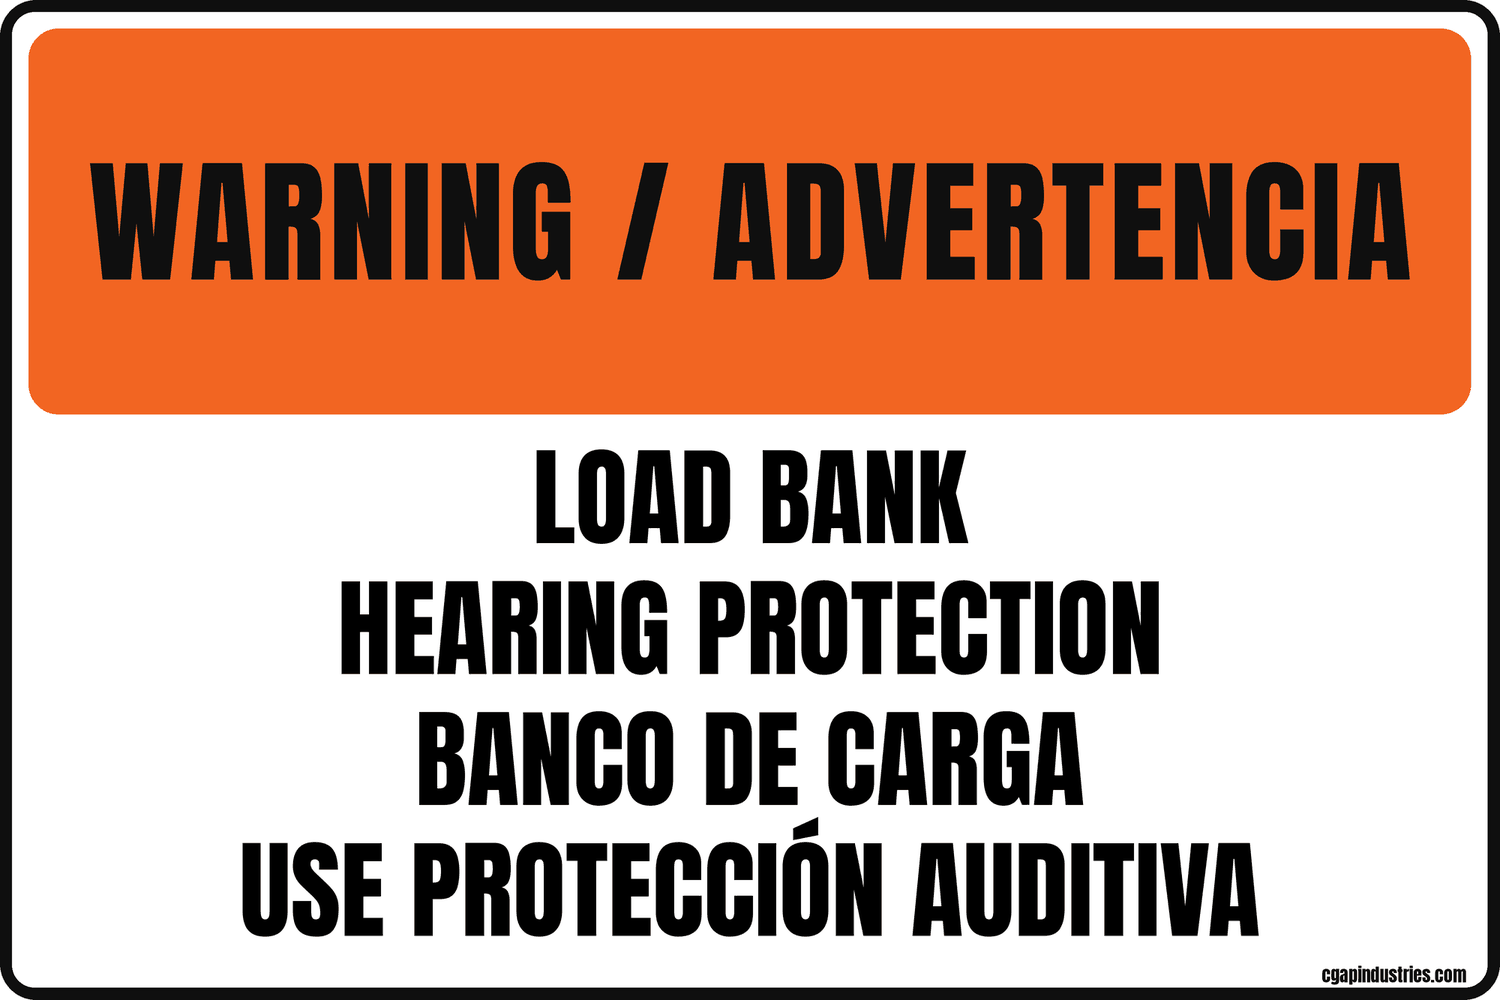 WARNING / ADVERTENCIA
LOAD BANK
HEARING PROTECTION
BANCO DE CARGA
USE PROTECCIÓN AUDITIVA
cgapindustries.com